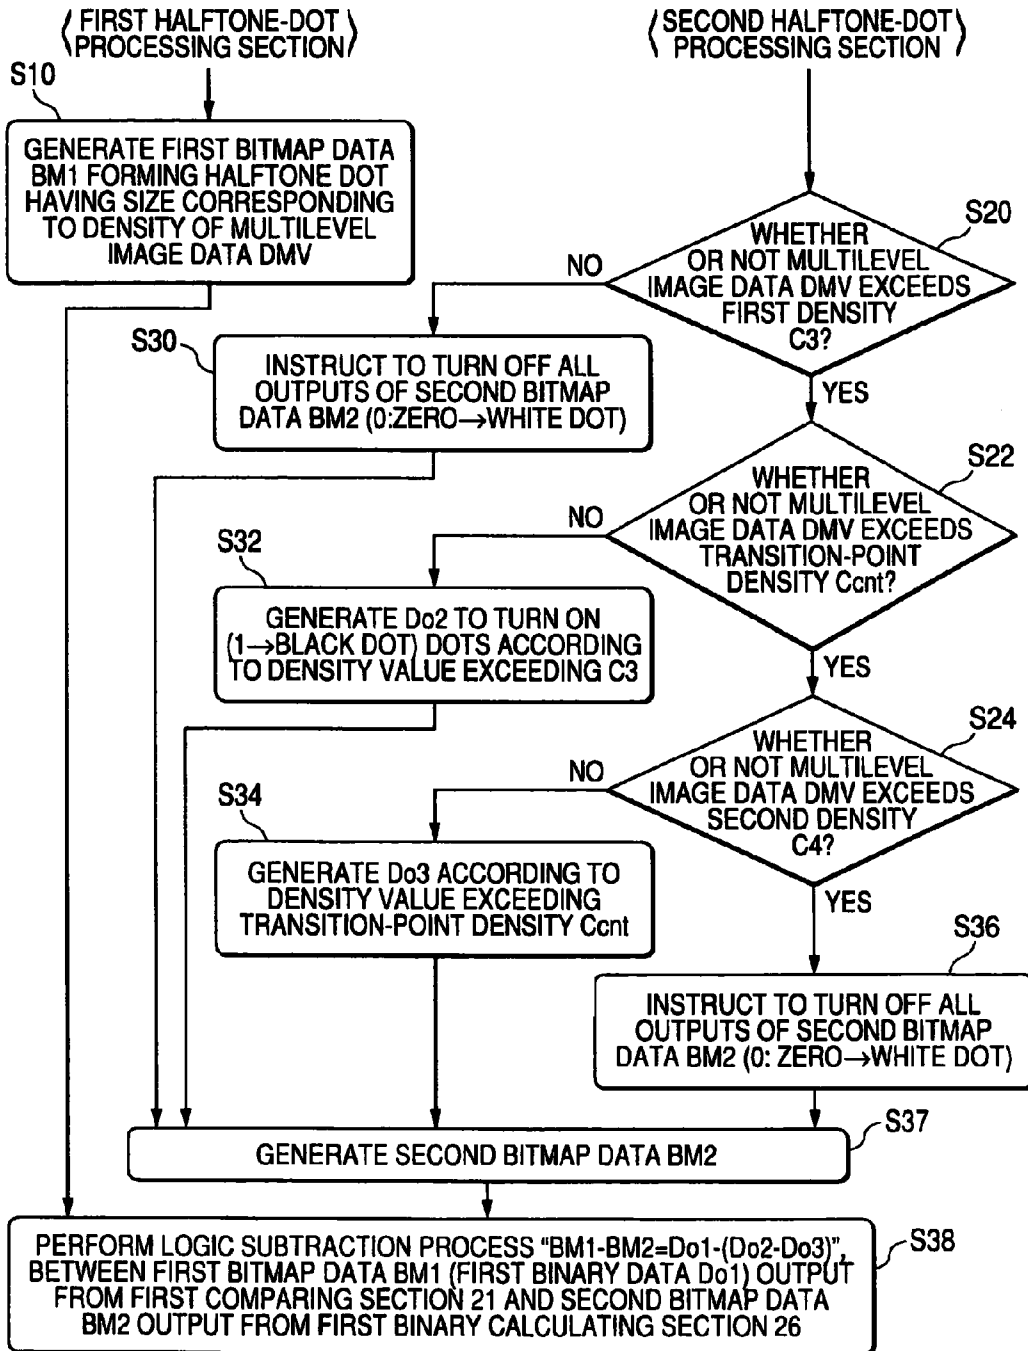 FIRST HALFTONE-DOT
PROCESSING SECTION
SECOND HALFTONE-DOT
PROCESSING SECTION
S10
GENERATE FIRST BITMAP DATA
BM1 FORMING HALFTONE DOT
HAVING SIZE CORRESPONDING
TO DENSITY OF MULTILEVEL
IMAGE DATA DMV
S20
WHETHER
OR NOT MULTILEVEL
IMAGE DATA DMV EXCEEDS
FIRST DENSITY
C3?
NO
YES
S30
INSTRUCT TO TURN OFF ALL
OUTPUTS OF SECOND BITMAP
DATA BM2 (0:ZERO→WHITE DOT)
S22
WHETHER
OR NOT MULTILEVEL
IMAGE DATA DMV EXCEEDS
TRANSITION-POINT
DENSITY Ccnt?
NO
YES
S32
GENERATE Do2 TO TURN ON
(1→BLACK DOT) DOTS ACCORDING
TO DENSITY VALUE EXCEEDING C3
S24
WHETHER
OR NOT MULTILEVEL
IMAGE DATA DMV EXCEEDS
SECOND DENSITY
C4?
NO
YES
S34
GENERATE Do3 ACCORDING TO
DENSITY VALUE EXCEEDING
TRANSITION-POINT DENSITY Ccnt
S36
INSTRUCT TO TURN OFF ALL
OUTPUTS OF SECOND BITMAP
DATA BM2 (0: ZERO→WHITE DOT)
S37
GENERATE SECOND BITMAP DATA BM2
S38
PERFORM LOGIC SUBTRACTION PROCESS "BM1-BM2=Do1-(Do2-Do3)",
BETWEEN FIRST BITMAP DATA BM1 (FIRST BINARY DATA Do1) OUTPUT
FROM FIRST COMPARING SECTION 21 AND SECOND BITMAP DATA
BM2 OUTPUT FROM FIRST BINARY CALCULATING SECTION 26